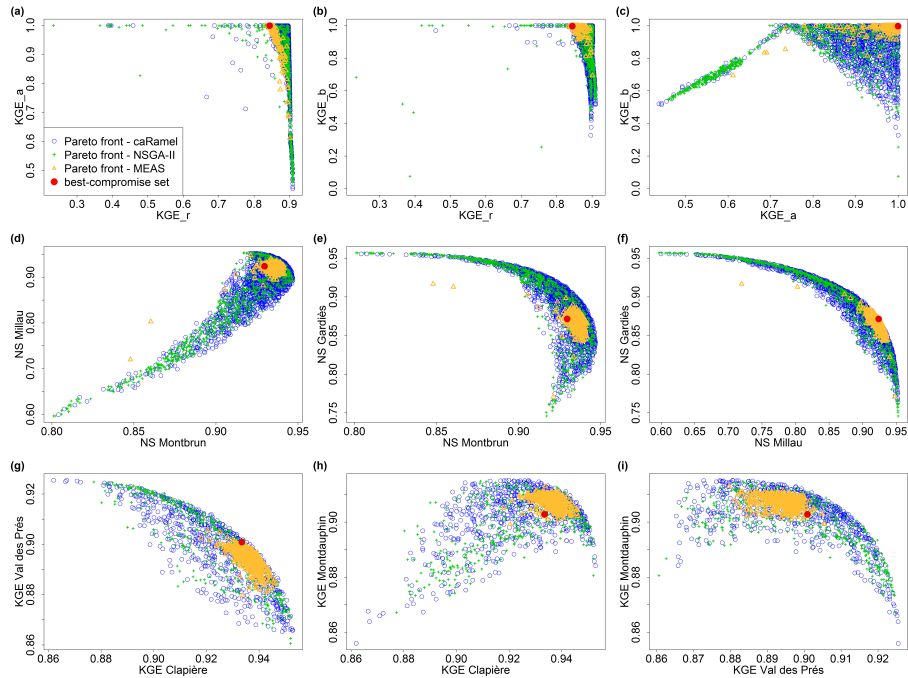 (a)
1.0
0.9
0.8
0.7
0.6
0.5
KGE_a
Pareto front - caRamel
Pareto front - NSGA-II
Pareto front - MEAS
best-compromise set
0.3 0.4 0.5 0.6 0.7 0.8 0.9
KGE_r
(b)
1.0
0.8
0.6
0.4
0.2
0.0
KGE_b
0.2 0.3 0.4 0.5 0.6 0.7 0.8 0.9
KGE_r
(c)
1.0
0.8
0.6
0.4
0.2
0.0
KGE_b
0.5 0.6 0.7 0.8 0.9 1.0
KGE_a
(d)
0.90
0.80
0.70
0.60
NS Millau
0.80 0.85 0.90 0.95
NS Montbrun
(e)
0.95
0.90
0.85
0.80
0.75
NS Gardiès
0.80 0.85 0.90 0.95
NS Montbrun
(f)
0.95
0.90
0.85
0.80
0.75
NS Gardiès
0.60 0.65 0.70 0.75 0.80 0.85 0.90 0.95
NS Millau
(g)
0.92
0.90
0.88
0.86
KGE Val des Prés
0.86 0.88 0.90 0.92 0.94
KGE Clapière
(h)
0.90
0.88
0.86
KGE Montdauphin
0.86 0.88 0.90 0.92 0.94
KGE Clapière
(i)
0.90
0.88
0.86
KGE Montdauphin
0.86 0.87 0.88 0.89 0.90 0.91 0.92
KGE Val des Prés